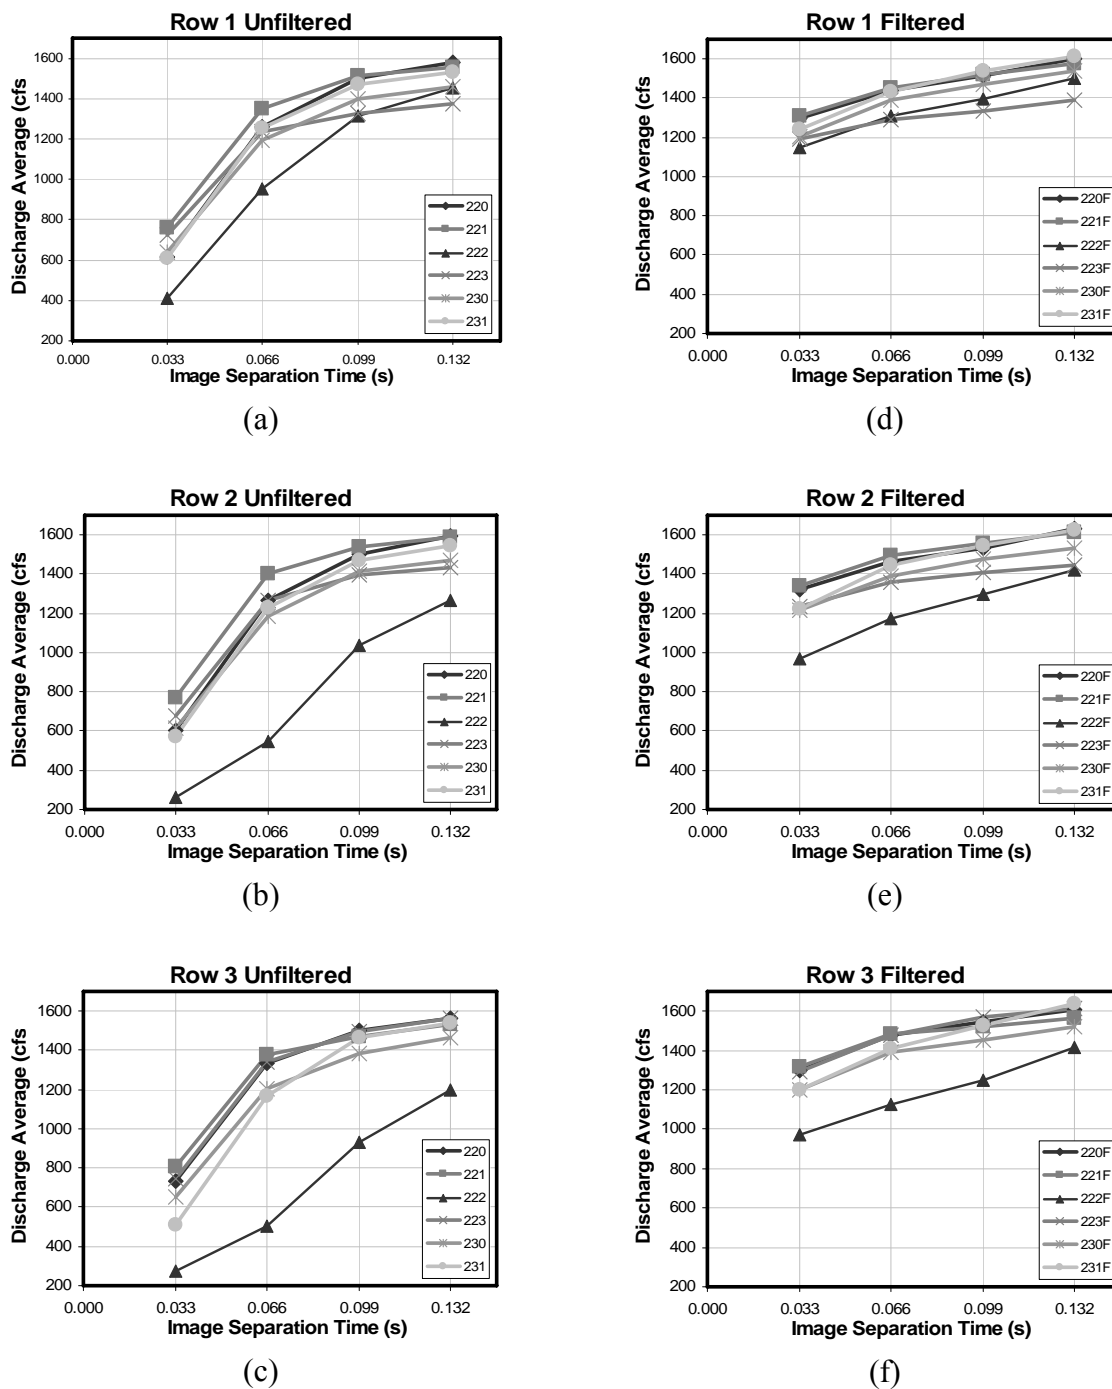 Row 1 Unfiltered
Discharge Average (cfs
1600
1400
1200
1000
800
600
400
200
220
221
222
223
230
231
0.000 0.033 0.066 0.099 0.132
Image Separation Time (s)
(a)
Row 1 Filtered
Discharge Average (cfs
1600
1400
1200
1000
800
600
400
200
220F
221F
222F
223F
230F
231F
0.000 0.033 0.066 0.099 0.132
Image Separation Time (s)
(d)
Row 2 Unfiltered
Discharge Average (cfs
1600
1400
1200
1000
800
600
400
200
220
221
222
223
230
231
0.000 0.033 0.066 0.099 0.132
Image Separation Time (s)
(b)
Row 2 Filtered
Discharge Average (cfs
1600
1400
1200
1000
800
600
400
200
220F
221F
222F
223F
230F
231F
0.000 0.033 0.066 0.099 0.132
Image Separation Time (s)
(e)
Row 3 Unfiltered
Discharge Average (cfs
1600
1400
1200
1000
800
600
400
200
220
221
222
223
230
231
0.000 0.033 0.066 0.099 0.132
Image Separation Time (s)
(c)
Row 3 Filtered
Discharge Average (cfs
1600
1400
1200
1000
800
600
400
200
220F
221F
222F
223F
230F
231F
0.000 0.033 0.066 0.099 0.132
Image Separation Time (s)
(f)